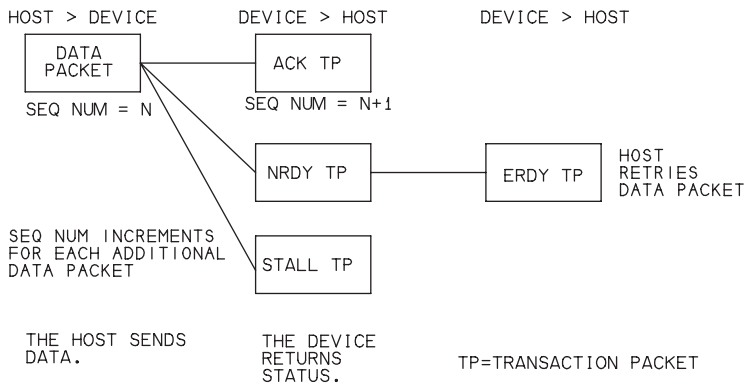 HOST > DEVICE
DEVICE > HOST
DEVICE > HOST
DATA
PACKET
ACK TP
SEQ NUM = N
SEQ NUM = N+1
NRDY TP
ERDY TP
HOST
RETRIES
DATA PACKET
SEQ NUM INCREMENTS
FOR EACH ADDITIONAL
DATA PACKET
STALL TP
THE HOST SENDS
DATA.
THE DEVICE
RETURNS
STATUS.
TP=TRANSACTION PACKET